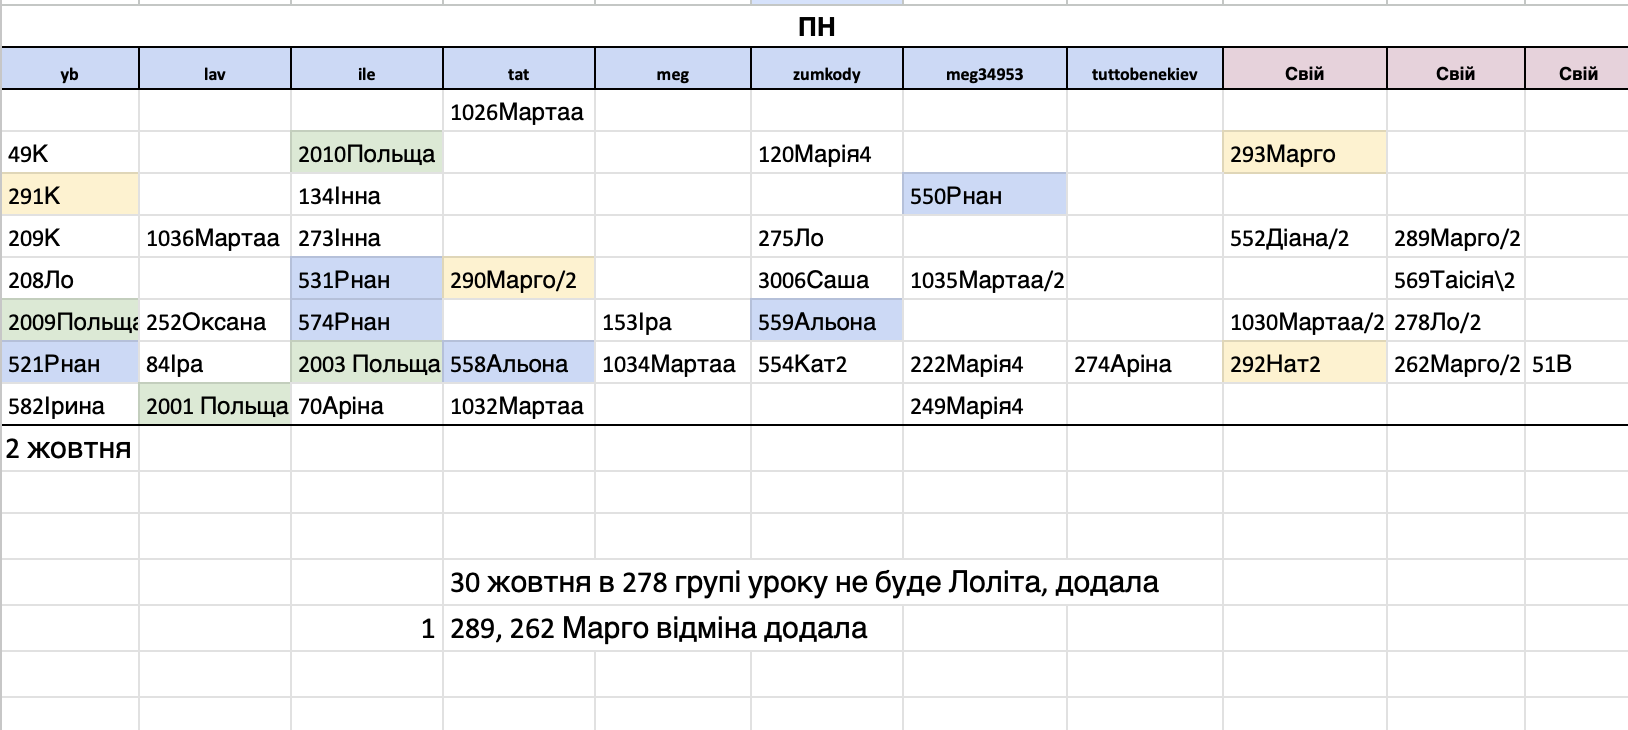 ПН
yb lav ile tat meg zumkody meg34953 tuttobenekiev Свій Свій Свій
1026Мартаа
49К 2010Польща 120Марія4 293Марго
291К 134Інна 550Рнан
209К 1036Мартаа 273Інна 275Ло 552Діана/2 289Марго/2
208Ло 531Рнан 290Марго/2 3006Саша 1035Мартаа/2 569Таісія\2
2009Польща 252Оксана 574Рнан 153Іра 559Альона 1030Мартаа/2 278Ло/2
521Рнан 84Іра 2003 Польща 558Альона 1034Мартаа 554Кат2 222Марія4 274Аріна 292Нат2 262Марго/2 51В
582Ірина 2001 Польща 70Аріна 1032Мартаа 249Марія4
2 жовтня
30 жовтня в 278 групі уроку не буде Лоліта, додала
1 289, 262 Марго відміна додала